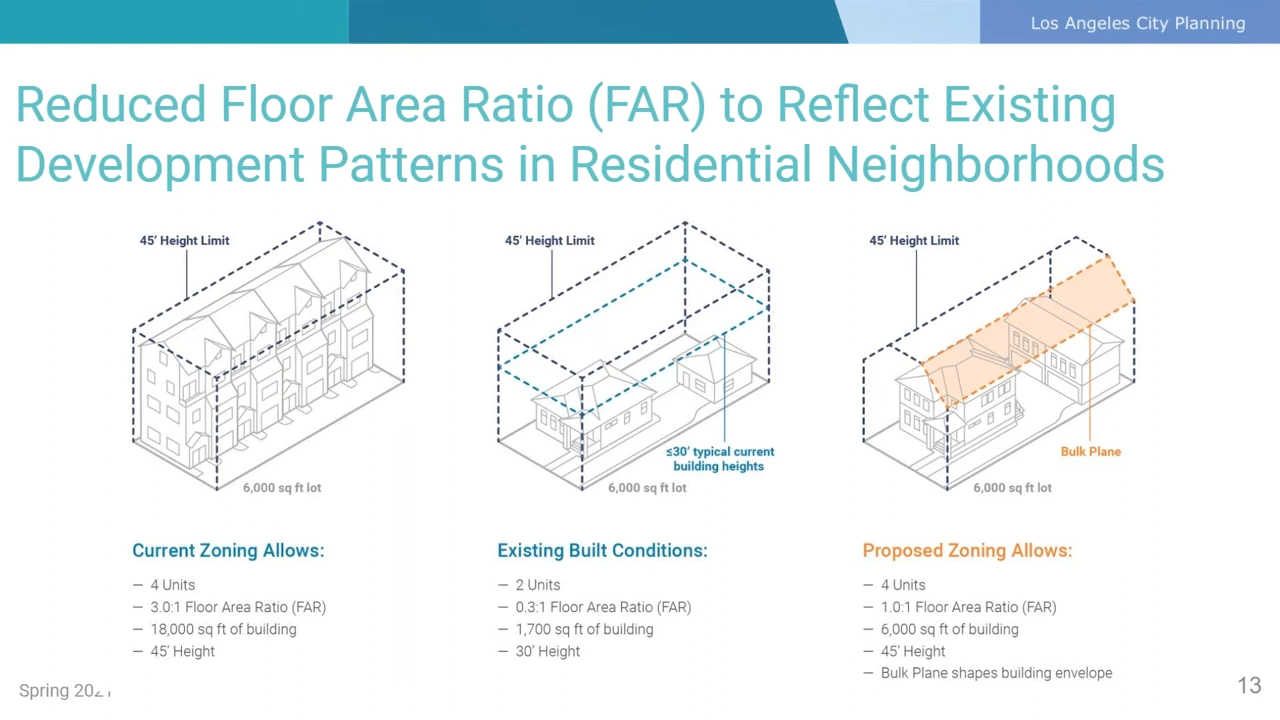 Los Angeles City Planning
Reduced Floor Area Ratio (FAR) to Reflect Existing
Development Patterns in Residential Neighborhoods
45' Height Limit
6,000 sq ft lot
45' Height Limit
≤30' typical current
building heights
6,000 sq ft lot
45' Height Limit
Bulk Plane
6,000 sq ft lot
Current Zoning Allows:
— 4 Units
— 3.0:1 Floor Area Ratio (FAR)
— 18,000 sq ft of building
— 45' Height
Existing Built Conditions:
— 2 Units
— 0.3:1 Floor Area Ratio (FAR)
— 1,700 sq ft of building
— 30' Height
Proposed Zoning Allows:
— 4 Units
— 1.0:1 Floor Area Ratio (FAR)
— 6,000 sq ft of building
— 45' Height
— Bulk Plane shapes building envelope
Spring
13